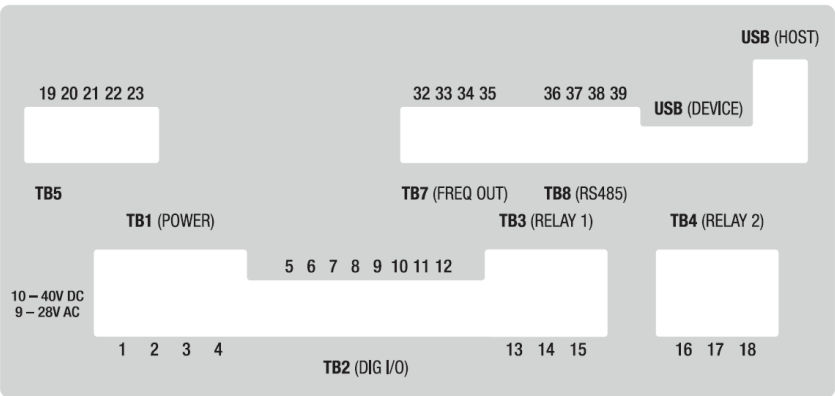 USB (HOST)
19 20 21 22 23
32 33 34 35
36 37 38 39
USB (DEVICE)
TB5
TB7 (FREQ OUT)
TB8 (RS485)
TB1 (POWER)
TB3 (RELAY 1)
TB4 (RELAY 2)
5 6 7 8 9 10 11 12
10 – 40V DC
9 – 28V AC
1 2 3 4
13 14 15
16 17 18
TB2 (DIG I/O)